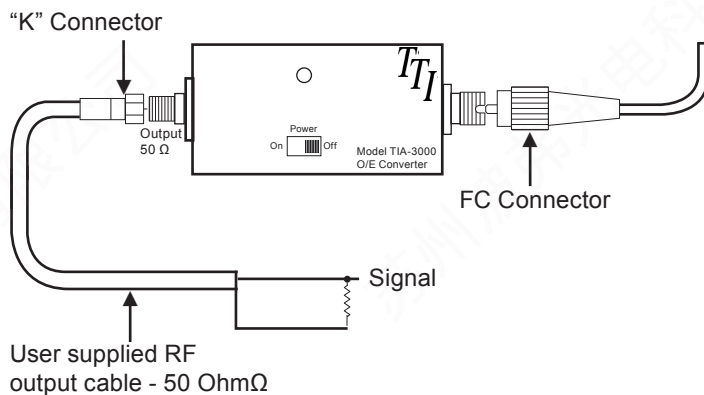 “K” Connector
TTI
Output
50 Ω
Power
On
Off
Model TIA-3000
O/E Converter
FC Connector
Signal
User supplied RF
output cable - 50 OhmΩ